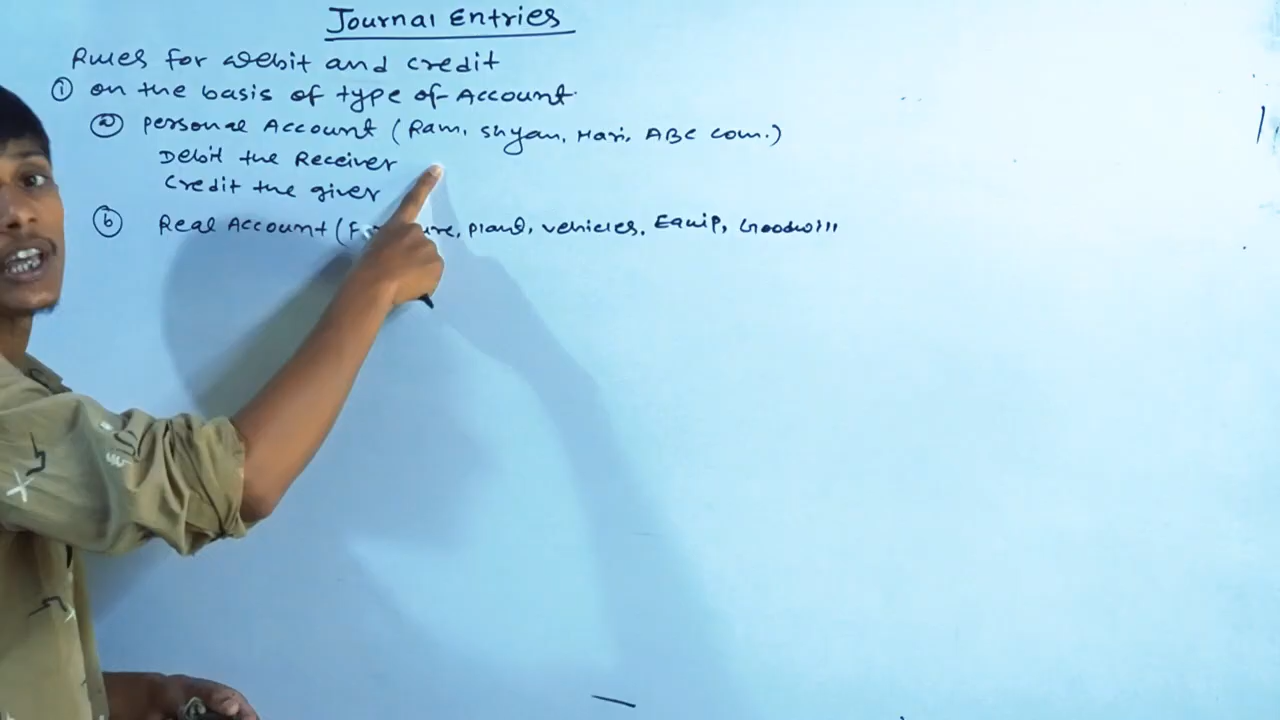 Journal Entries
Rules for Debit and credit
① on the basis of type of Account.
ⓐ personal Account (Ram, Shyam, Hari, ABC com.)
Debit the Receiver
Credit the giver
ⓑ Real Account ( plant, vehicles, Equip, Goodwill